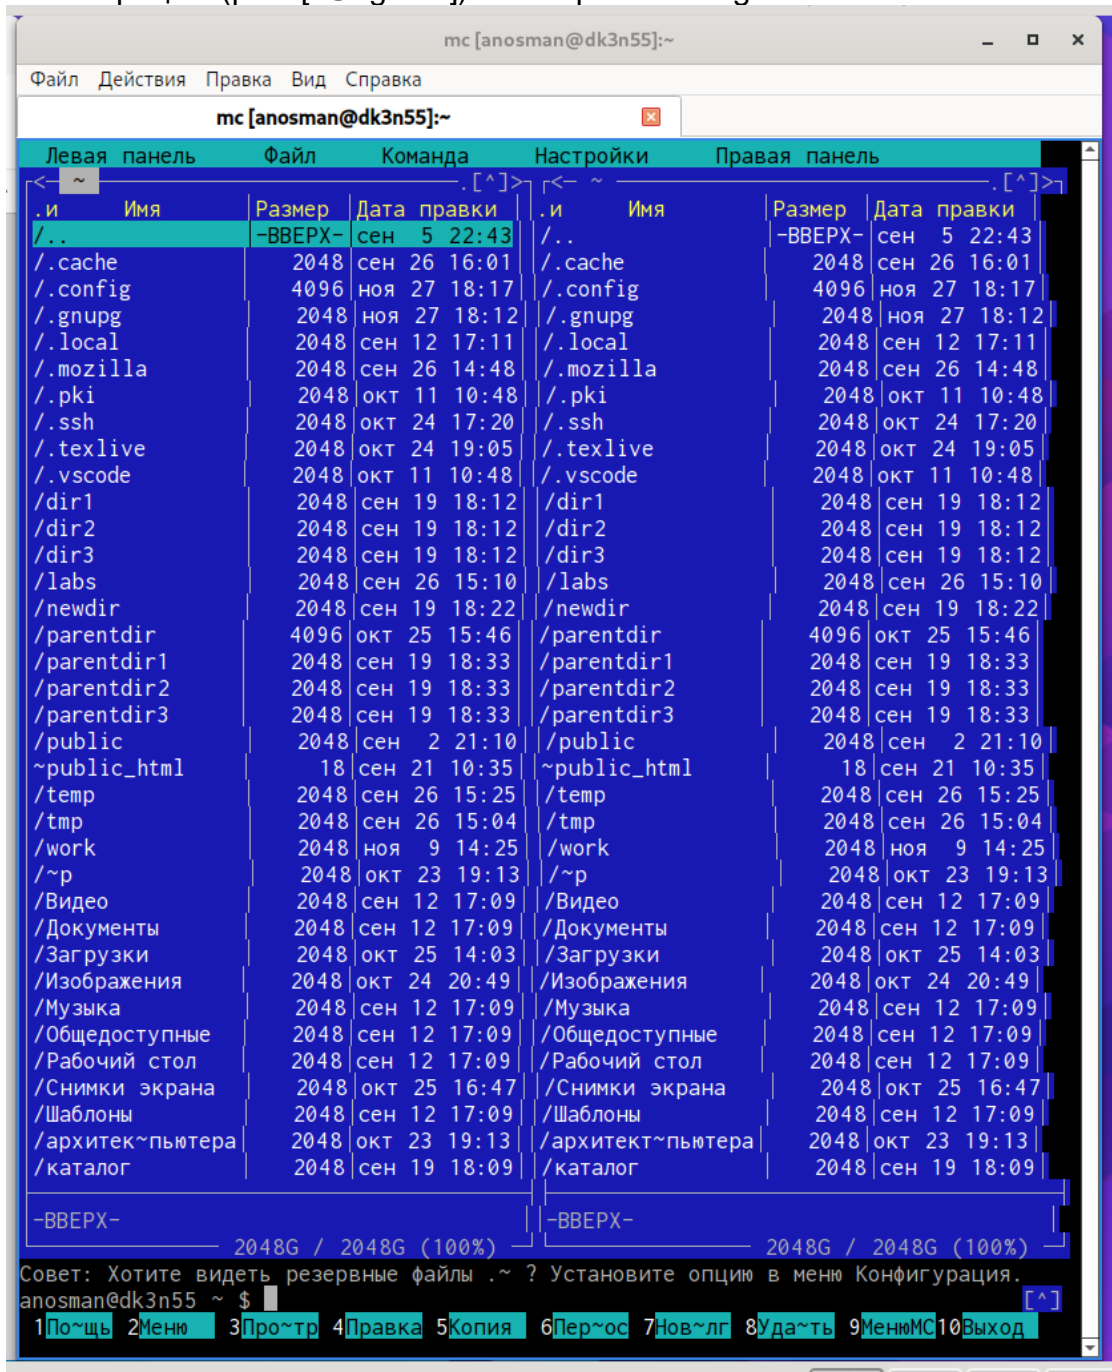 mc [anosman@dk3n55]:~
Файл Действия Правка Вид Справка
mc [anosman@dk3n55]:~
Левая панель Файл Команда Настройки Правая панель
<— ~ .[^]> <— ~ .[^]>
.и Имя Размер Дата правки .и Имя Размер Дата правки
/.. -ВВЕРХ- сен 5 22:43 /.. -ВВЕРХ- сен 5 22:43
/.cache 2048 сен 26 16:01 /.cache 2048 сен 26 16:01
/.config 4096 ноя 27 18:17 /.config 4096 ноя 27 18:17
/.gnupg 2048 ноя 27 18:12 /.gnupg 2048 ноя 27 18:12
/.local 2048 сен 12 17:11 /.local 2048 сен 12 17:11
/.mozilla 2048 сен 26 14:48 /.mozilla 2048 сен 26 14:48
/.pki 2048 окт 11 10:48 /.pki 2048 окт 11 10:48
/.ssh 2048 окт 24 17:20 /.ssh 2048 окт 24 17:20
/.texlive 2048 окт 24 19:05 /.texlive 2048 окт 24 19:05
/.vscode 2048 окт 11 10:48 /.vscode 2048 окт 11 10:48
/dir1 2048 сен 19 18:12 /dir1 2048 сен 19 18:12
/dir2 2048 сен 19 18:12 /dir2 2048 сен 19 18:12
/dir3 2048 сен 19 18:12 /dir3 2048 сен 19 18:12
/labs 2048 сен 26 15:10 /labs 2048 сен 26 15:10
/newdir 2048 сен 19 18:22 /newdir 2048 сен 19 18:22
/parentdir 4096 окт 25 15:46 /parentdir 4096 окт 25 15:46
/parentdir1 2048 сен 19 18:33 /parentdir1 2048 сен 19 18:33
/parentdir2 2048 сен 19 18:33 /parentdir2 2048 сен 19 18:33
/parentdir3 2048 сен 19 18:33 /parentdir3 2048 сен 19 18:33
/public 2048 сен 2 21:10 /public 2048 сен 2 21:10
~public_html 18 сен 21 10:35 ~public_html 18 сен 21 10:35
/temp 2048 сен 26 15:25 /temp 2048 сен 26 15:25
/tmp 2048 сен 26 15:04 /tmp 2048 сен 26 15:04
/work 2048 ноя 9 14:25 /work 2048 ноя 9 14:25
/~p 2048 окт 23 19:13 /~p 2048 окт 23 19:13
/Видео 2048 сен 12 17:09 /Видео 2048 сен 12 17:09
/Документы 2048 сен 12 17:09 /Документы 2048 сен 12 17:09
/Загрузки 2048 окт 25 14:03 /Загрузки 2048 окт 25 14:03
/Изображения 2048 окт 24 20:49 /Изображения 2048 окт 24 20:49
/Музыка 2048 сен 12 17:09 /Музыка 2048 сен 12 17:09
/Общедоступные 2048 сен 12 17:09 /Общедоступные 2048 сен 12 17:09
/Рабочий стол 2048 сен 12 17:09 /Рабочий стол 2048 сен 12 17:09
/Снимки экрана 2048 окт 25 16:47 /Снимки экрана 2048 окт 25 16:47
/Шаблоны 2048 сен 12 17:09 /Шаблоны 2048 сен 12 17:09
/архитек~пьютера 2048 окт 23 19:13 /архитект~пьютера 2048 окт 23 19:13
/каталог 2048 сен 19 18:09 /каталог 2048 сен 19 18:09
-ВВЕРХ- -ВВЕРХ-
2048G / 2048G (100%) 2048G / 2048G (100%)
Совет: Хотите видеть резервные файлы .~ ? Установите опцию в меню Конфигурация.
anosman@dk3n55 ~ $ [^]
1По~щь 2Меню 3Про~тр 4Правка 5Копия 6Пер~ос 7Нов~лг 8Уда~ть 9МенюМС 10Выход